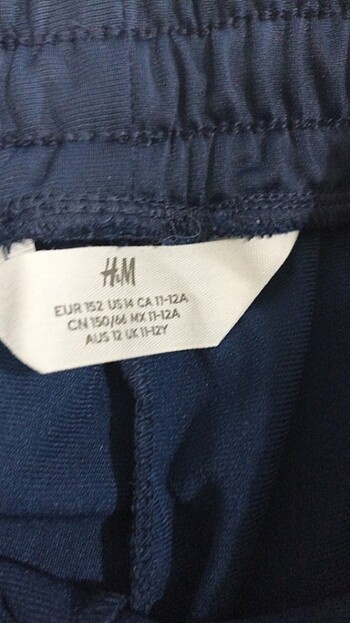 H&M
EUR 152 US 14 CA 11-12A
CN 150/66 MX 11-12A
AUS 12 UK 11-12Y